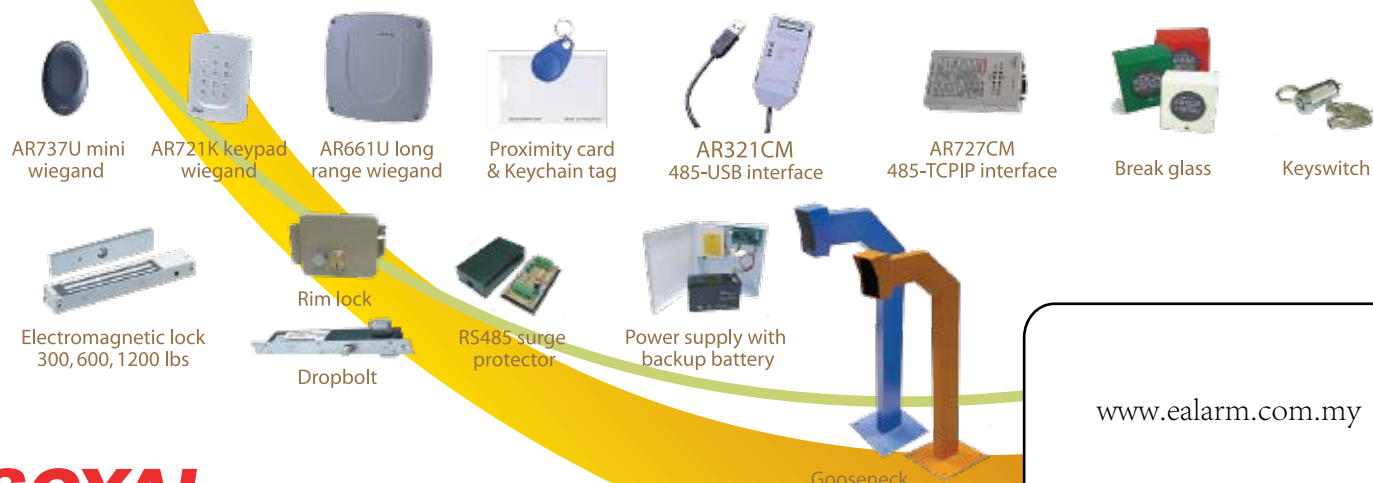 AR737U mini
wiegand
AR721K keypad
wiegand
AR661U long
range wiegand
Proximity card
& Keychain tag
AR321CM
485-USB interface
AR727CM
485-TCPIP interface
Break glass
Keyswitch
Electromagnetic lock
300, 600, 1200 lbs
Rim lock
Dropbolt
RS485 surge
protector
Power supply with
backup battery
Gooseneck
www.ealarm.com.my